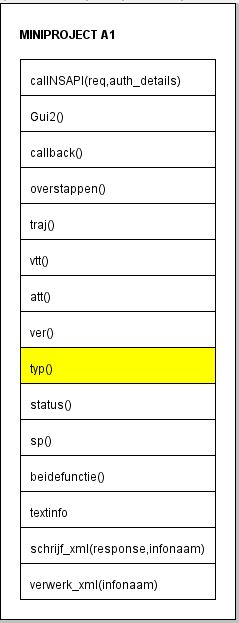 MINIPROJECT A1
callNSAPI(req,auth_details)
Gui2()
callback()
overstappen()
traj()
vtt()
att()
ver()
typ()
status()
sp()
beidefunctie()
textinfo
schrijf_xml(response,infonaam)
verwerk_xml(infonaam)